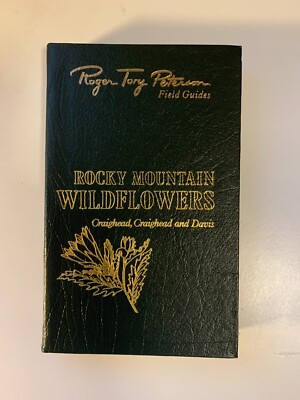 Roger Tory Peterson
Field Guides
ROCKY MOUNTAIN
WILDFLOWERS
Craighead, Craighead and Davis